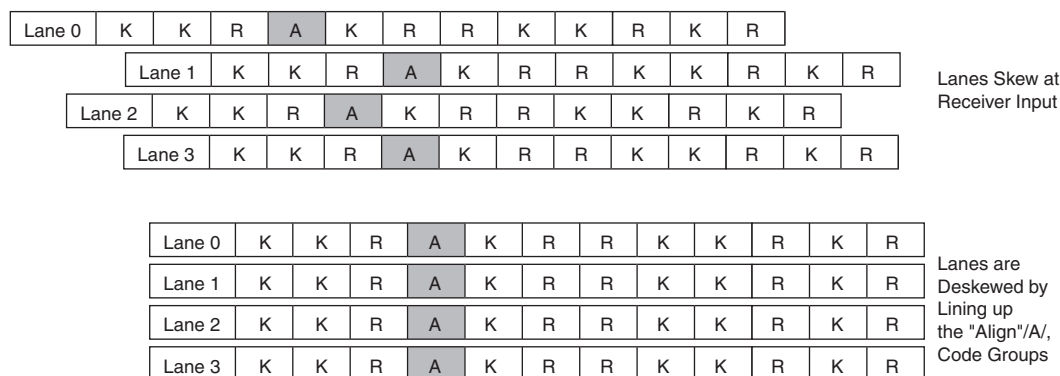 Lane 0 K K R A K R R K K R K R
Lane 1 K K R A K R R K K R K R
Lane 2 K K R A K R R K K R K R
Lane 3 K K R A K R R K K R K R
Lanes Skew at
Receiver Input
Lane 0 K K R A K R R K K R K R
Lane 1 K K R A K R R K K R K R
Lane 2 K K R A K R R K K R K R
Lane 3 K K R A K R R K K R K R
Lanes are
Deskewed by
Lining up
the "Align"/A/,
Code Groups